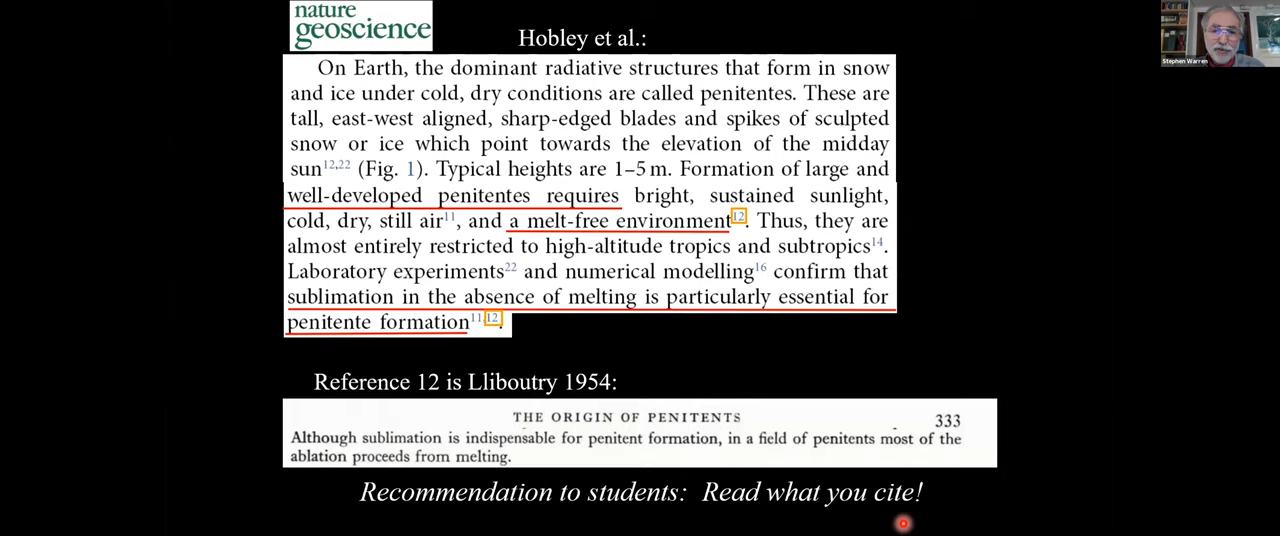 nature
geoscience
Hobley et al.:
Stephen Warren
On Earth, the dominant radiative structures that form in snow
and ice under cold, dry conditions are called penitentes. These are
tall, east-west aligned, sharp-edged blades and spikes of sculpted
snow or ice which point towards the elevation of the midday
sun12,22 (Fig. 1). Typical heights are 1–5 m. Formation of large and
well-developed penitentes requires bright, sustained sunlight,
cold, dry, still air11, and a melt-free environment12. Thus, they are
almost entirely restricted to high-altitude tropics and subtropics14.
Laboratory experiments22 and numerical modelling16 confirm that
sublimation in the absence of melting is particularly essential for
penitente formation11,12.
Reference 12 is Lliboutry 1954:
THE ORIGIN OF PENITENTS 333
Although sublimation is indispensable for penitent formation, in a field of penitents most of the
ablation proceeds from melting.
Recommendation to students: Read what you cite!